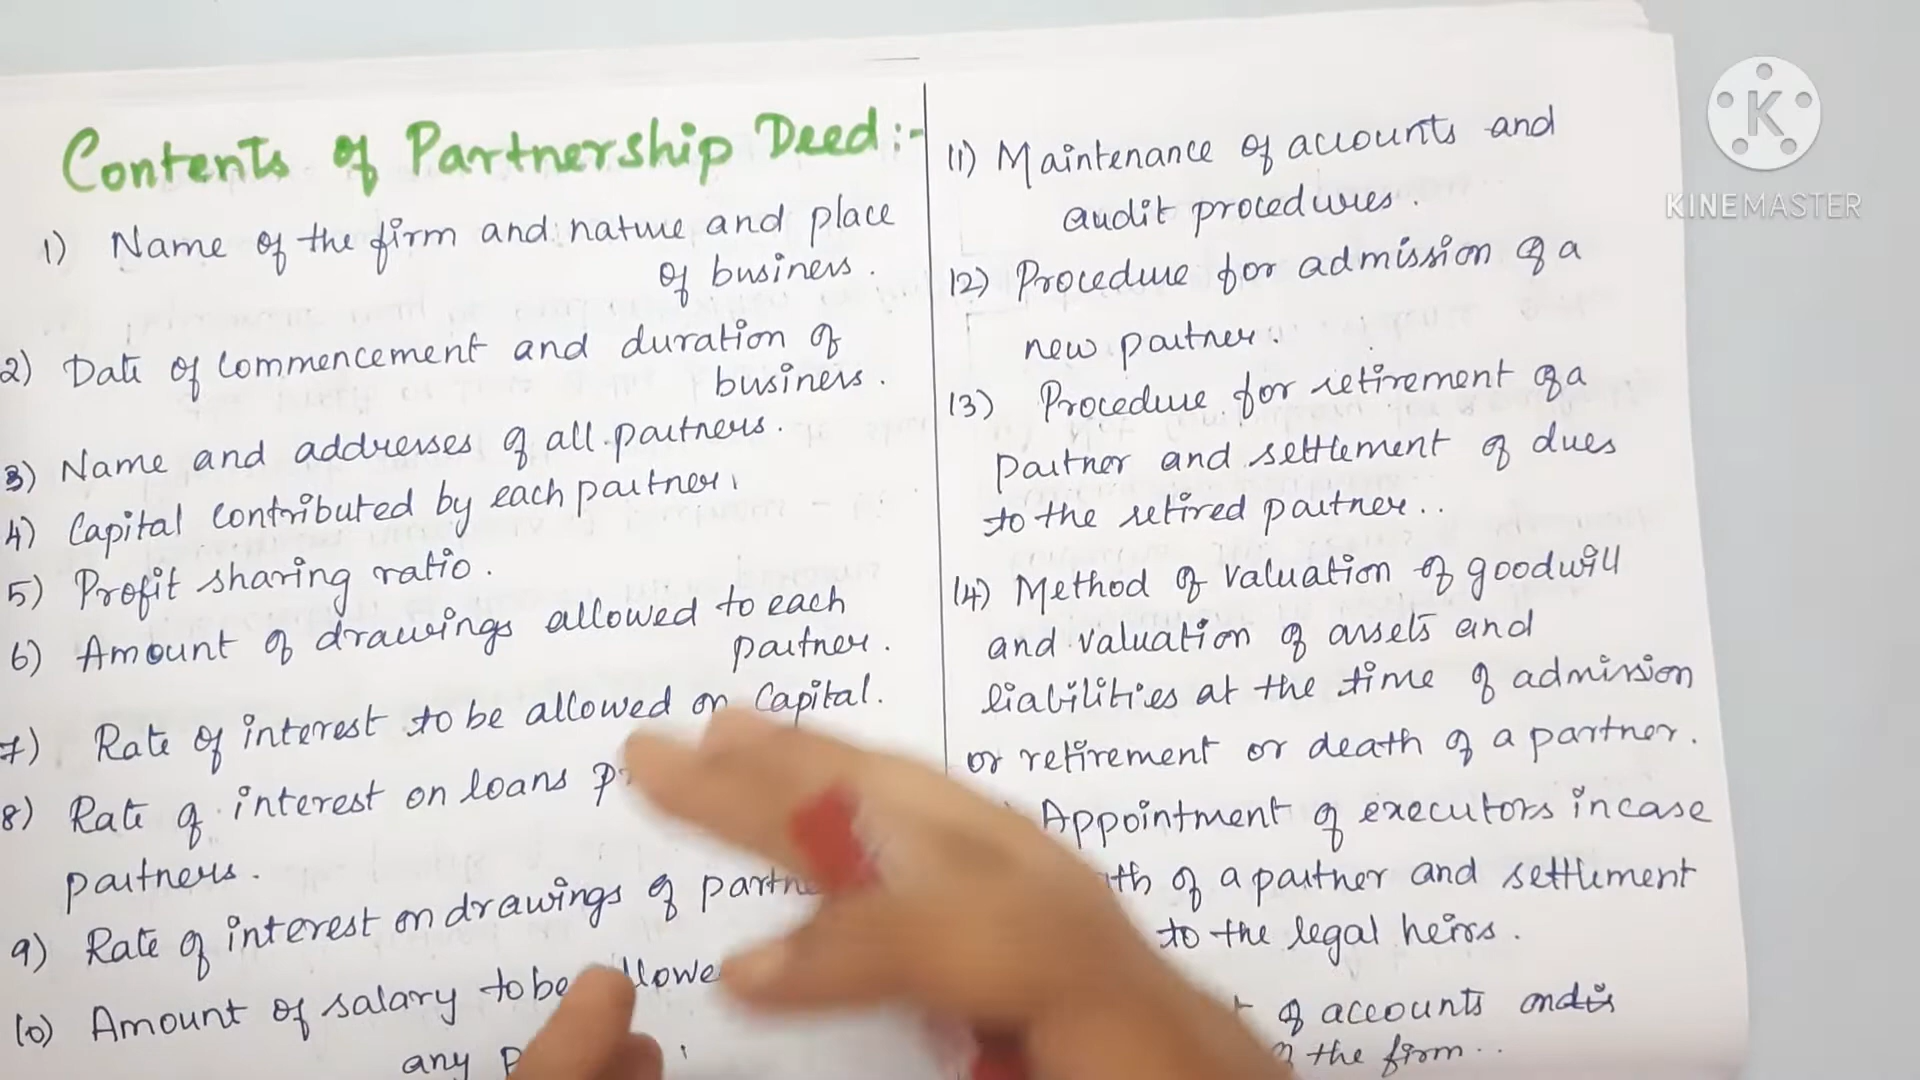 Contents of Partnership Deed:-
1) Name of the firm and nature and place
of business.
2) Date of Commencement and duration of
business.
3) Name and addresses of all partners.
4) Capital contributed by each partner.
5) Profit sharing ratio.
6) Amount of drawings allowed to each
partner.
7) Rate of interest to be allowed on Capital.
8) Rate of interest on loans
partners.
9) Rate of interest on drawings of
10) Amount of salary to be
any
11) Maintenance of accounts and
audit procedures.
12) Procedure for admission of a
new partner.
13) Procedure for retirement of a
partner and settlement of dues
to the retired partner..
14) Method of valuation of goodwill
and valuation of assets and
liabilities at the time of admission
or retirement or death of a partner.
Appointment of executors incase
of a partner and settlement
to the legal heirs.
of accounts
the firm..
K
KINEMASTER